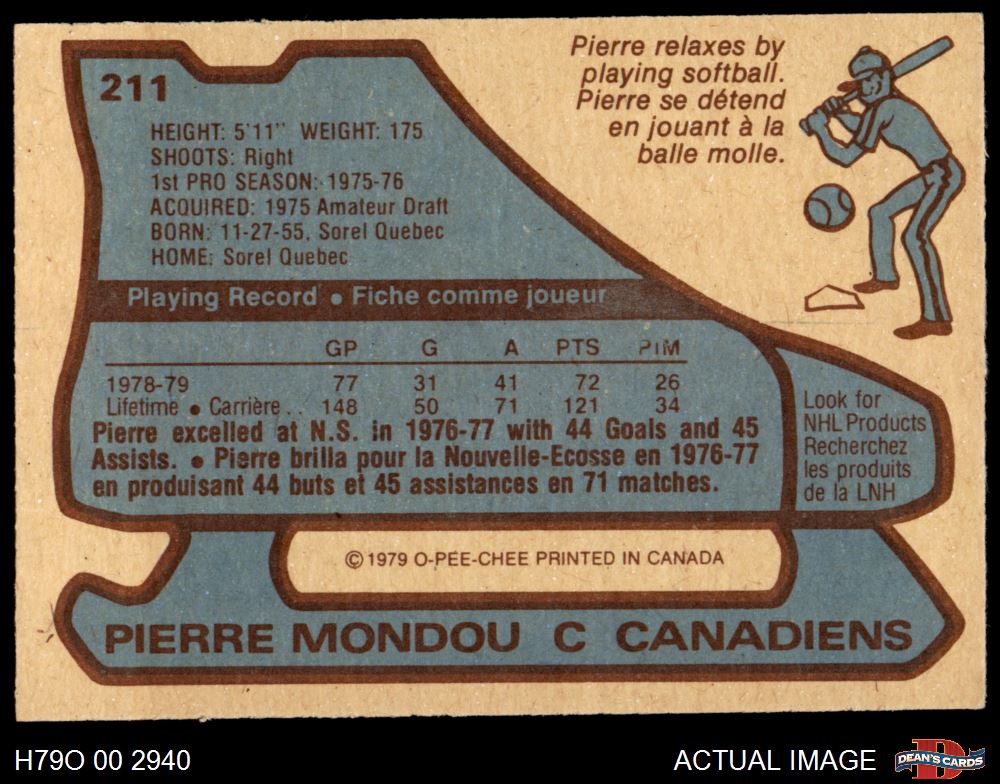 211
Pierre relaxes by
playing softball.
Pierre se détend
en jouant à la
balle molle.
HEIGHT: 5'11" WEIGHT: 175
SHOOTS: Right
1st PRO SEASON: 1975-76
ACQUIRED: 1975 Amateur Draft
BORN: 11-27-55, Sorel Quebec
HOME: Sorel Quebec
Playing Record • Fiche comme joueur
GP G A PTS PIM
1978-79 77 31 41 72 26
Lifetime • Carrière . . 148 50 71 121 34
Pierre excelled at N.S. in 1976-77 with 44 Goals and 45
Assists. • Pierre brilla pour la Nouvelle-Ecosse en 1976-77
en produisant 44 buts et 45 assistances en 71 matches.
Look for
NHL Products
Recherchez
les produits
de la LNH
© 1979 O-PEE-CHEE PRINTED IN CANADA
PIERRE MONDOU C CANADIENS
H79O 00 2940
ACTUAL IMAGE
D
DEAN'S CARDS